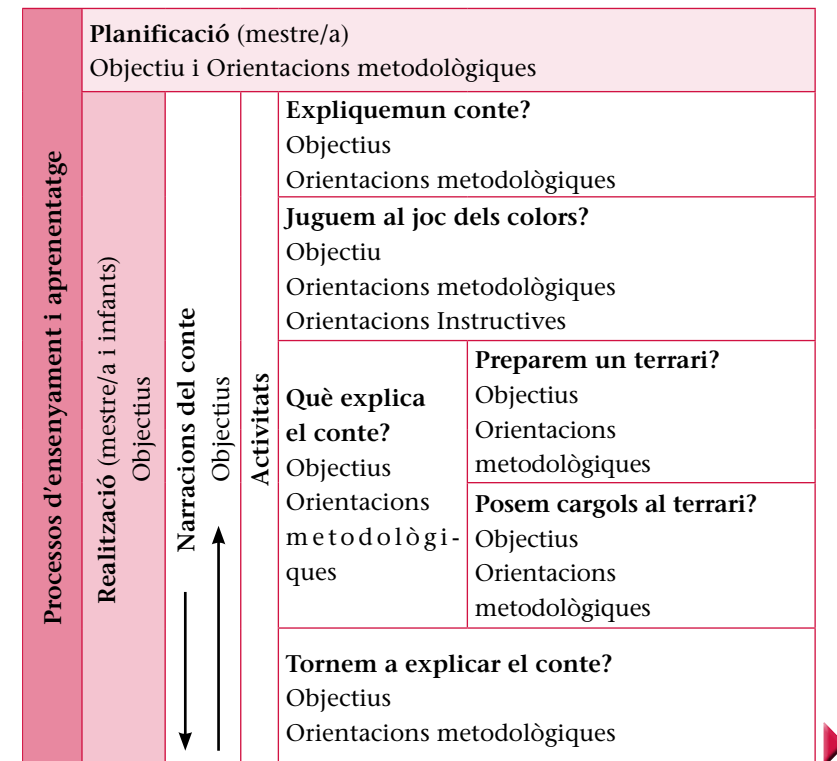 Processos d'ensenyament i aprenentatge
Planificació (mestre/a)
Objectiu i Orientacions metodològiques
Realització (mestre/a i infants)
Objectius
Narracions del conte
Objectius
Activitats
Expliquemun conte?
Objectius
Orientacions metodològiques
Juguem al joc dels colors?
Objectiu
Orientacions metodològiques
Orientacions Instructives
Què explica
el conte?
Objectius
Orientacions
metodològi-
ques
Preparem un terrari?
Objectius
Orientacions
metodològiques
Posem cargols al terrari?
Objectius
Orientacions
metodològiques
Tornem a explicar el conte?
Objectius
Orientacions metodològiques